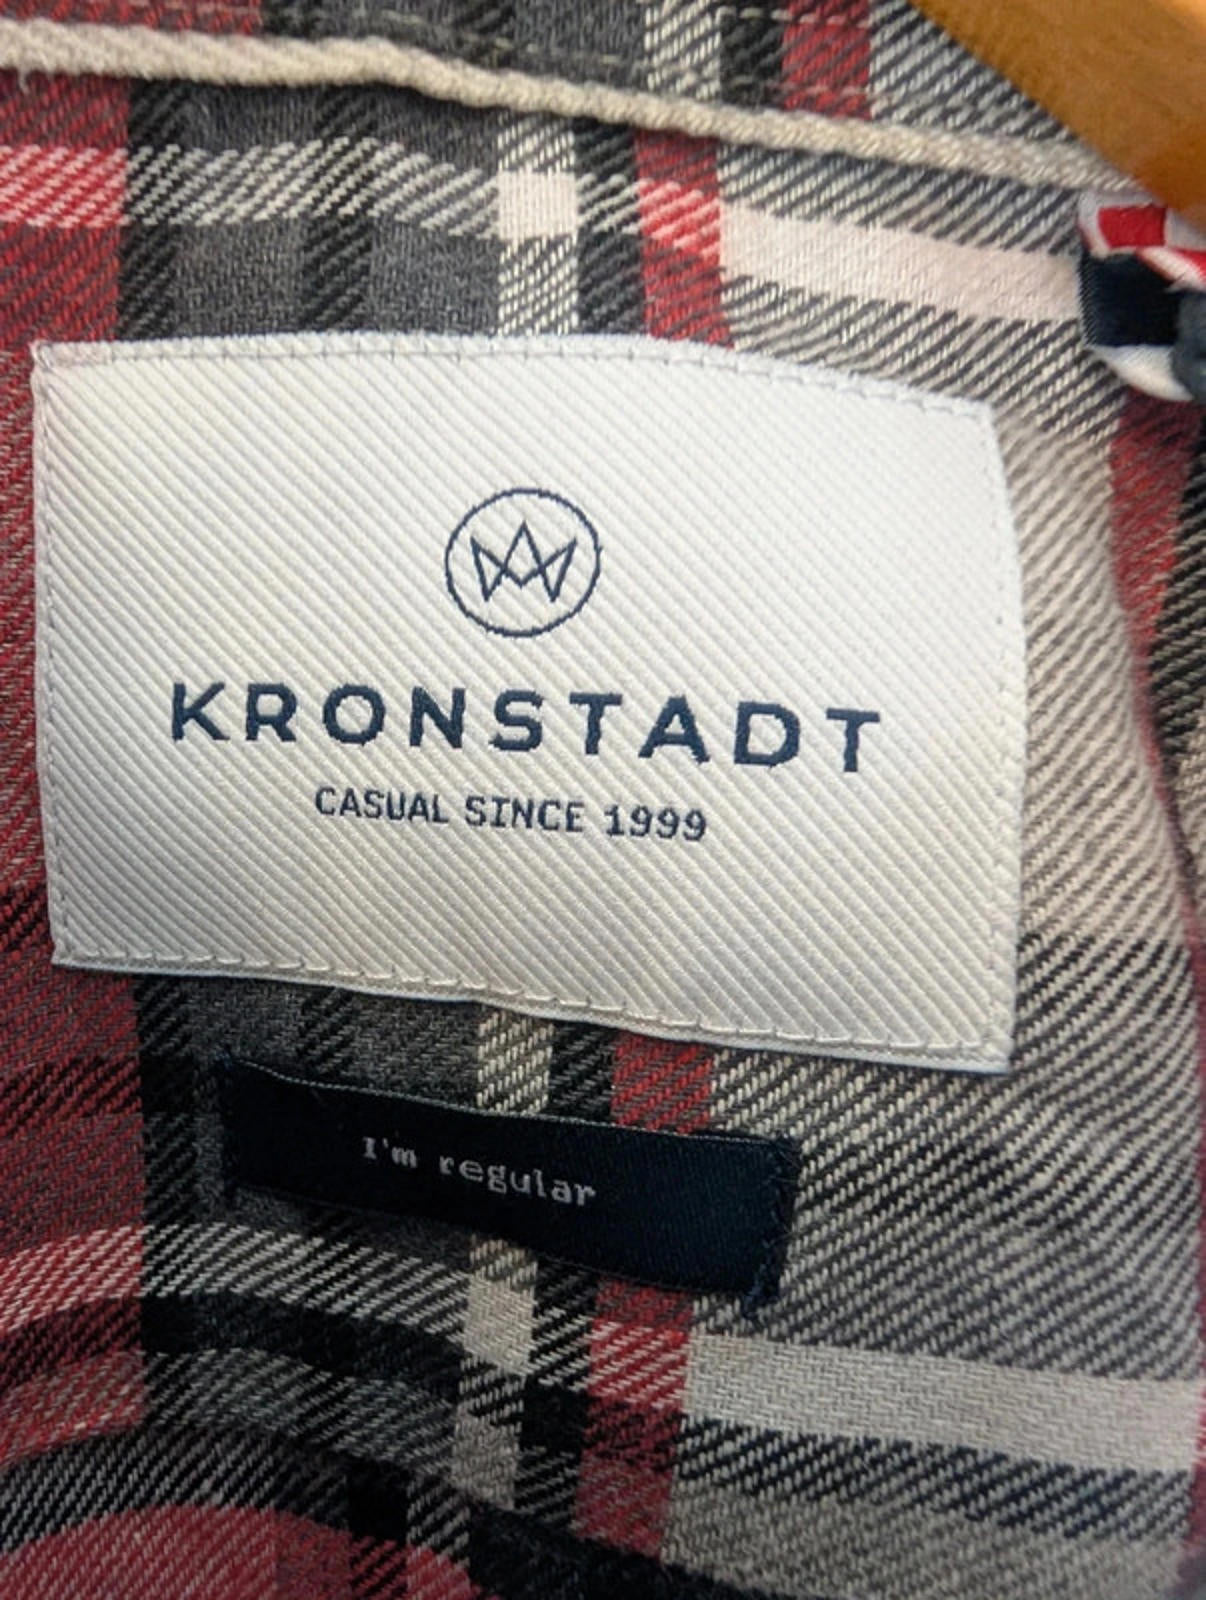 KRONSTADT
CASUAL SINCE 1999
I'm regular